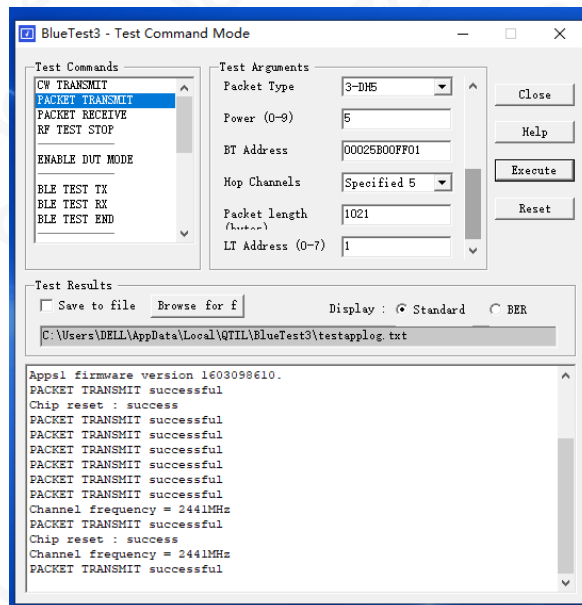 BlueTest3 - Test Command Mode
Test Commands
CW TRANSMIT
PACKET TRANSMIT
PACKET RECEIVE
RF TEST STOP
ENABLE DUT MODE
BLE TEST TX
BLE TEST RX
BLE TEST END
Test Arguments
Packet Type 3-DH5
Power (0-9) 5
BT Address 00025B00FF01
Hop Channels Specified 5
Packet length 1021
(bytes)
LT Address (0-7) 1
Close
Help
Execute
Reset
Test Results
Save to file Browse for f Display : Standard BER
C:\Users\DELL\AppData\Local\QTIL\BlueTest3\testapplog.txt
Apps1 firmware version 1603098610.
PACKET TRANSMIT successful
Chip reset : success
PACKET TRANSMIT successful
PACKET TRANSMIT successful
PACKET TRANSMIT successful
PACKET TRANSMIT successful
PACKET TRANSMIT successful
PACKET TRANSMIT successful
Channel frequency = 2441MHz
PACKET TRANSMIT successful
Chip reset : success
Channel frequency = 2441MHz
PACKET TRANSMIT successful